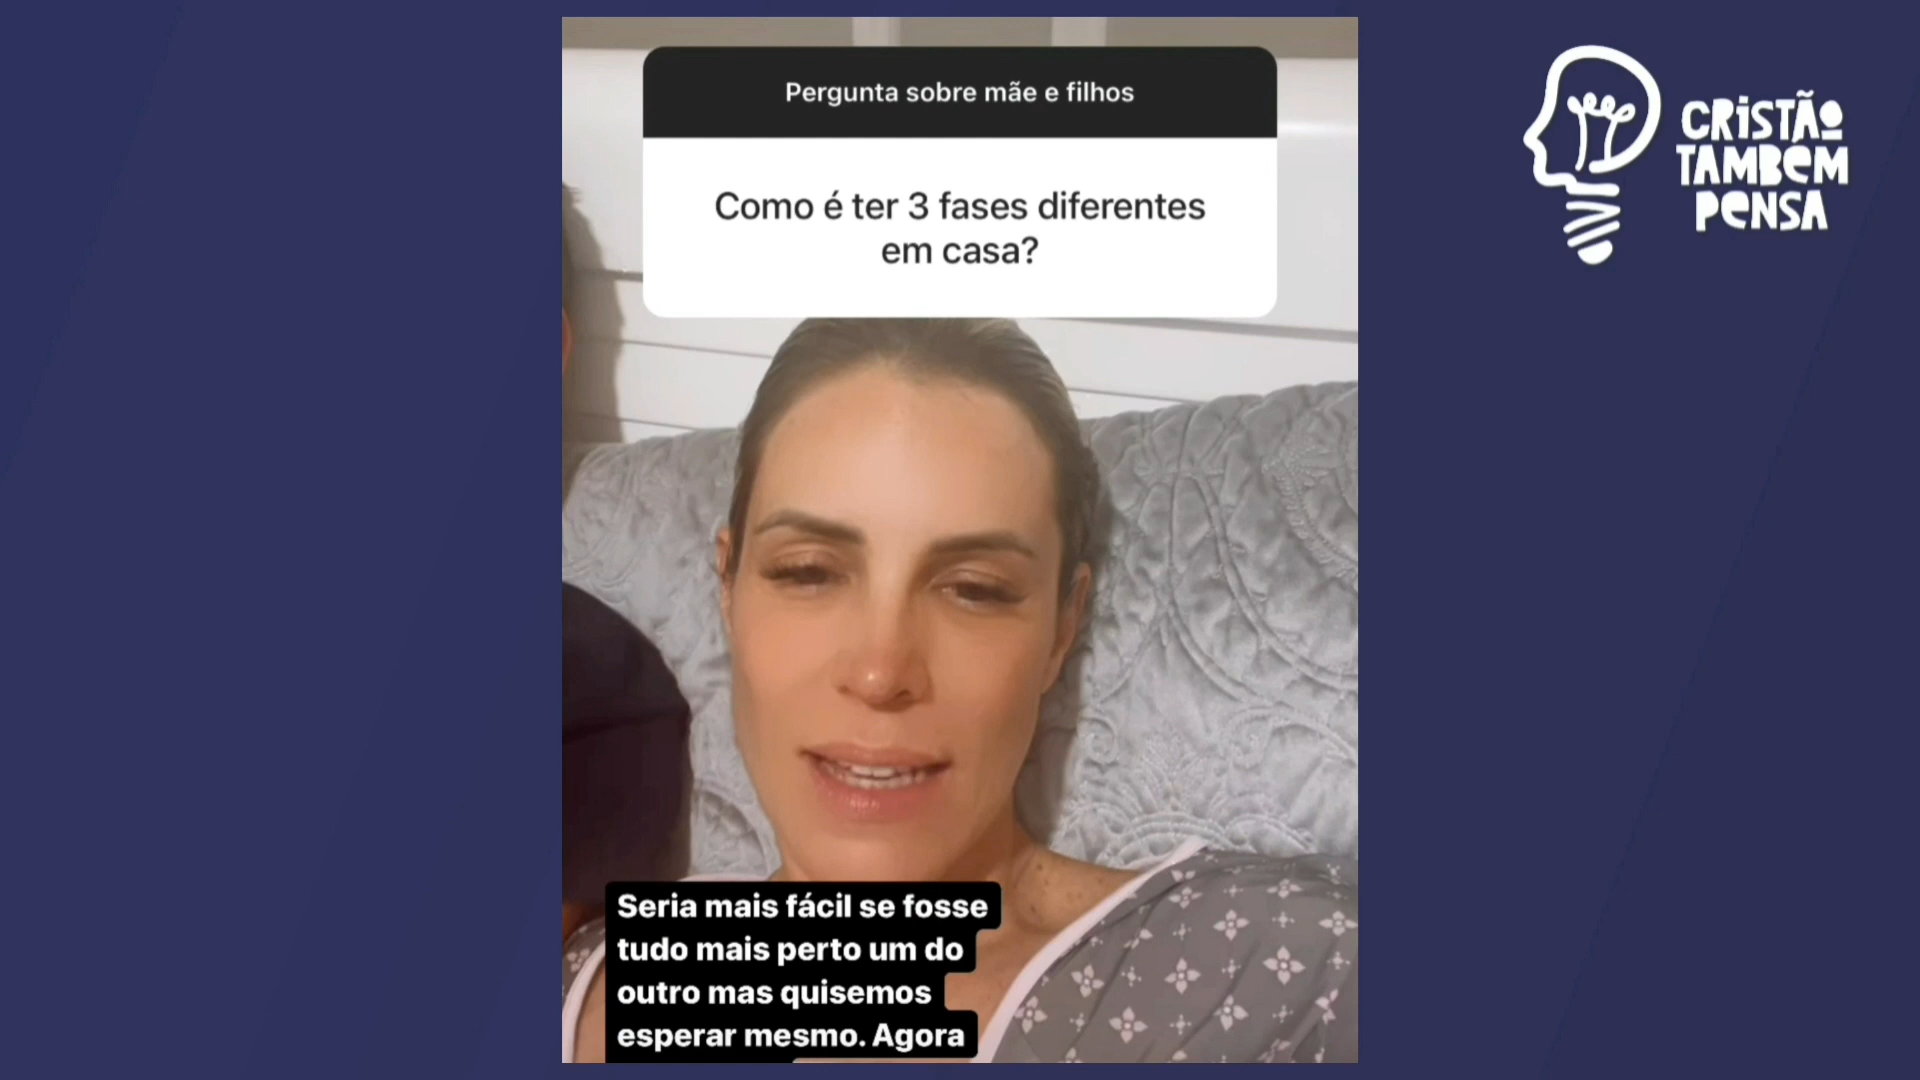 Pergunta sobre mãe e filhos
Como é ter 3 fases diferentes
em casa?
CRISTÃO
TAMBÉM
PENSA
Seria mais fácil se fosse
tudo mais perto um do
outro mas quisemos
esperar mesmo. Agora